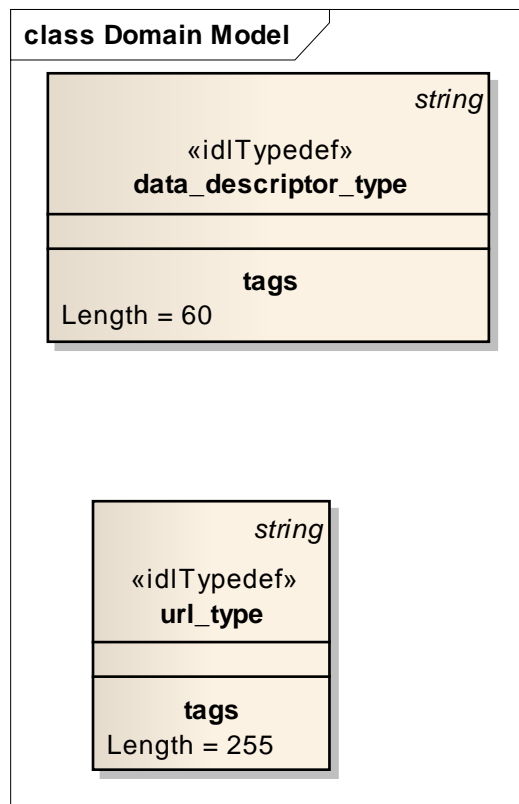 class Domain Model
string
«idlTypedef»
data_descriptor_type
tags
Length = 60
string
«idlTypedef»
url_type
tags
Length = 255